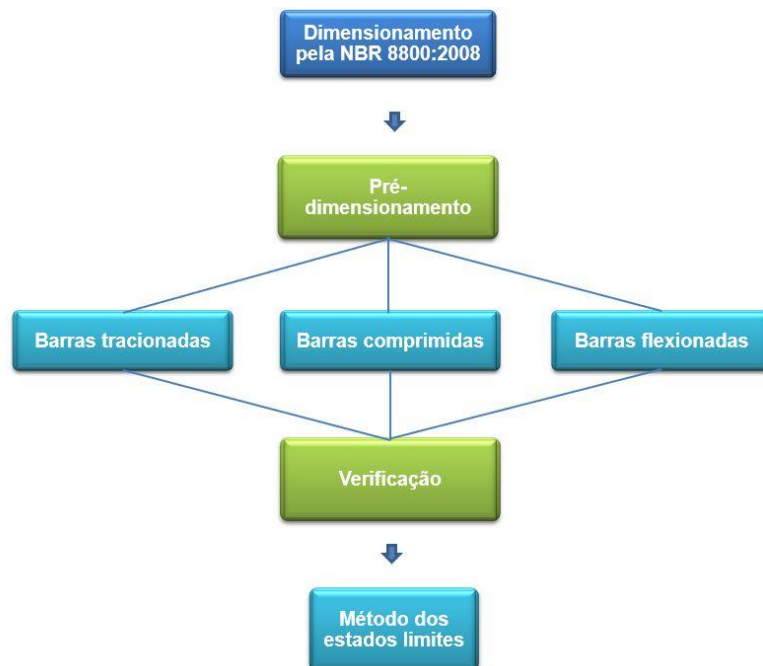 Dimensionamento
pela NBR 8800:2008
Pré-
dimensionamento
Barras tracionadas
Barras comprimidas
Barras flexionadas
Verificação
Método dos
estados limites